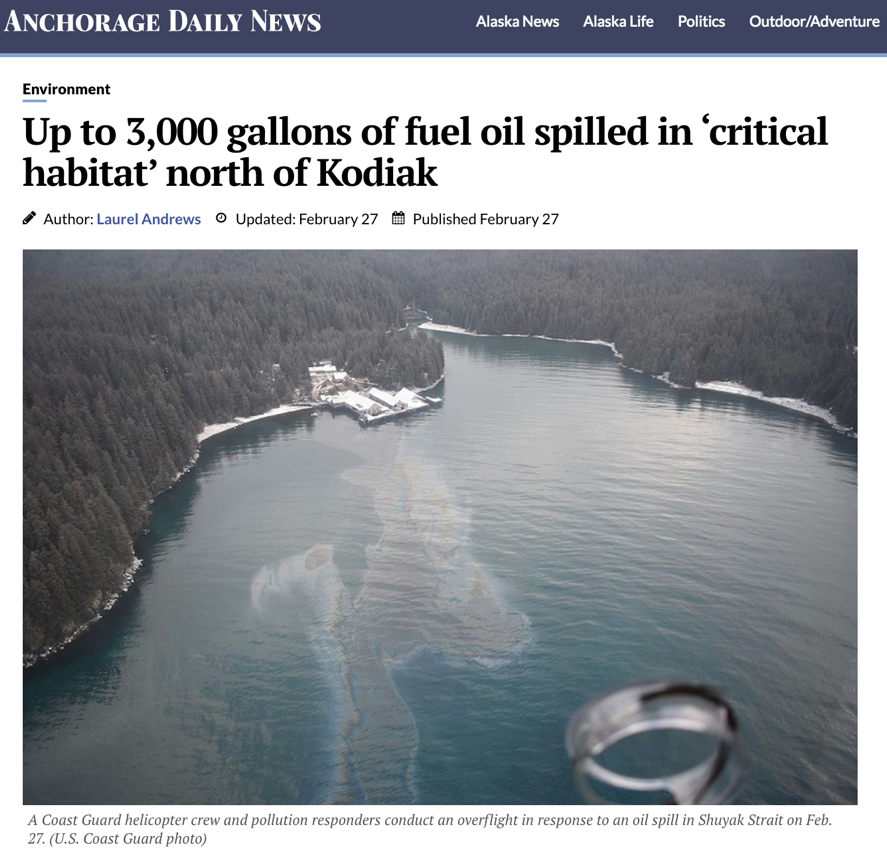 ANCHORAGE DAILY NEWS
Alaska News Alaska Life Politics Outdoor/Adventure
Environment
Up to 3,000 gallons of fuel oil spilled in ‘critical
habitat’ north of Kodiak
Author: Laurel Andrews Updated: February 27 Published February 27
A Coast Guard helicopter crew and pollution responders conduct an overflight in response to an oil spill in Shuyak Strait on Feb.
27. (U.S. Coast Guard photo)